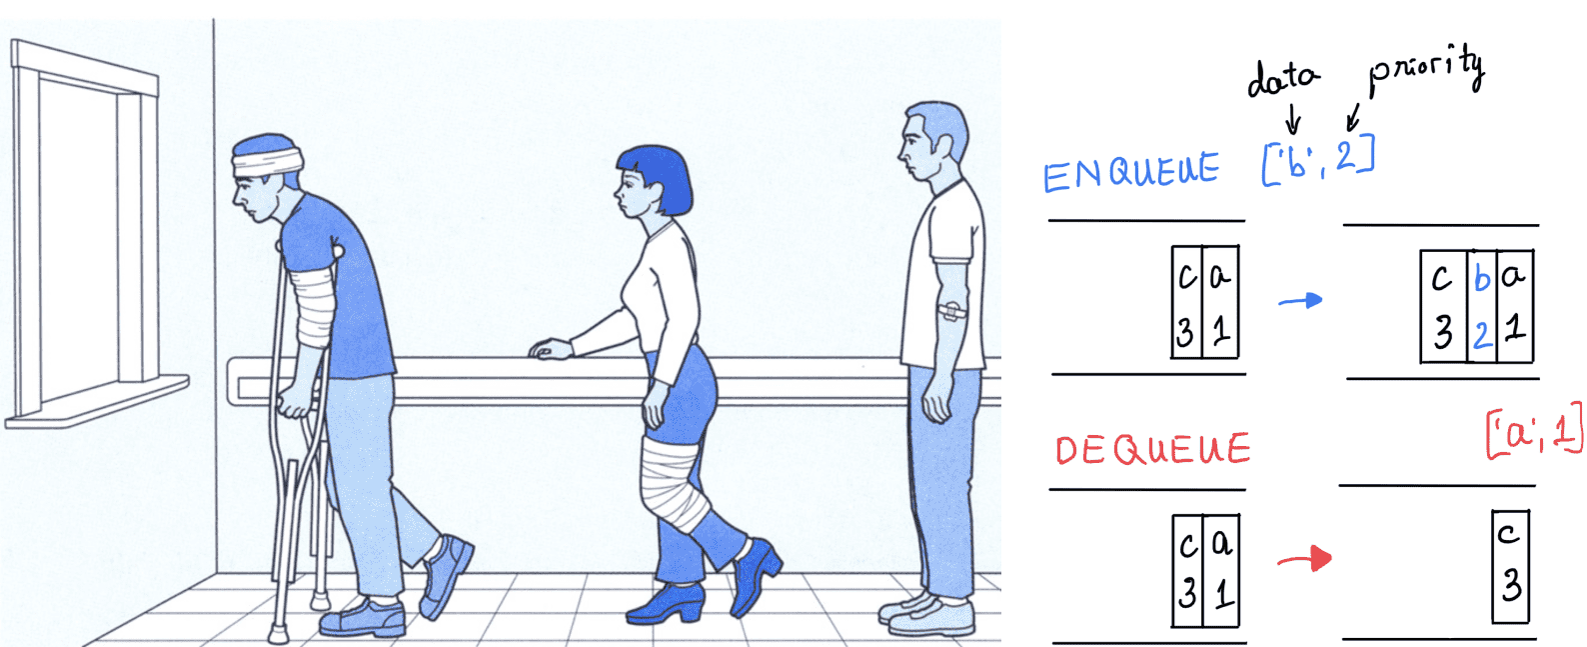 data priority
ENQUEUE ['b', 2]
c a c b a
3 1 3 2 1
DEQUEUE ['a', 1]
c a c
3 1 3